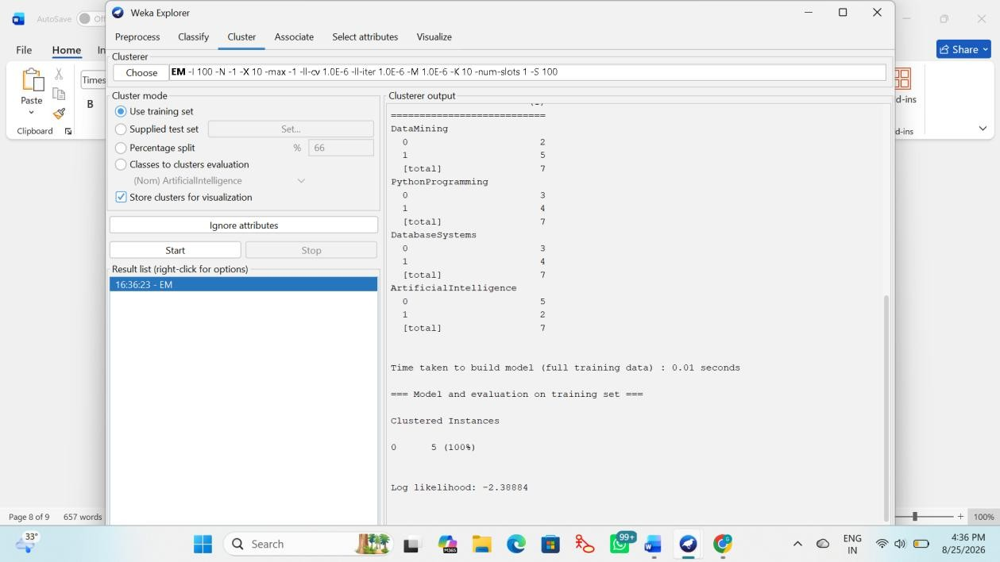 AutoSave Off
Weka Explorer
File Home In
Share
Preprocess Classify Cluster Associate Select attributes Visualize
Clusterer
Choose EM -I 100 -N -1 -X 10 -max -1 -ll-cv 1.0E-6 -ll-iter 1.0E-6 -M 1.0E-6 -K 10 -num-slots 1 -S 100
Times
Paste
B
Clipboard
d-ins
d-ins
Cluster mode
Use training set
Supplied test set Set...
Percentage split % 66
Classes to clusters evaluation
(Nom) ArtificialIntelligence
Store clusters for visualization
Ignore attributes
Start Stop
Result list (right-click for options)
16:36:23 - EM
Clusterer output
===========================
DataMining
0 2
1 5
[total] 7
PythonProgramming
0 3
1 4
[total] 7
DatabaseSystems
0 3
1 4
[total] 7
ArtificialIntelligence
0 5
1 2
[total] 7
Time taken to build model (full training data) : 0.01 seconds
=== Model and evaluation on training set ===
Clustered Instances
0 5 (100%)
Log likelihood: -2.38884
Page 8 of 9 657 words
100%
33°
Search
M365
99+
ENG
IN
4:36 PM
8/25/2026